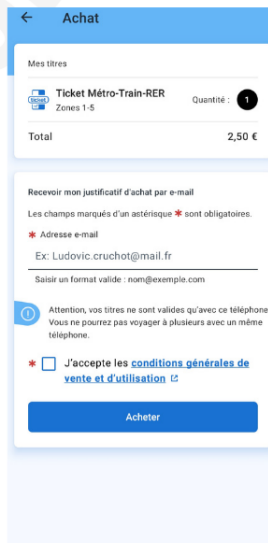 ← Achat
Mes titres
Ticket Métro-Train-RER
Zones 1-5
Quantité : 1
Total 2,50 €
Recevoir mon justificatif d'achat par e-mail
Les champs marqués d'un astérisque * sont obligatoires.
* Adresse e-mail
Ex: Ludovic.cruchot@mail.fr
Saisir un format valide : nom@exemple.com
Attention, vos titres ne sont valides qu'avec ce téléphone
Vous ne pourrez pas voyager à plusieurs avec un même
téléphone.
* J'accepte les conditions générales de
vente et d'utilisation
Acheter